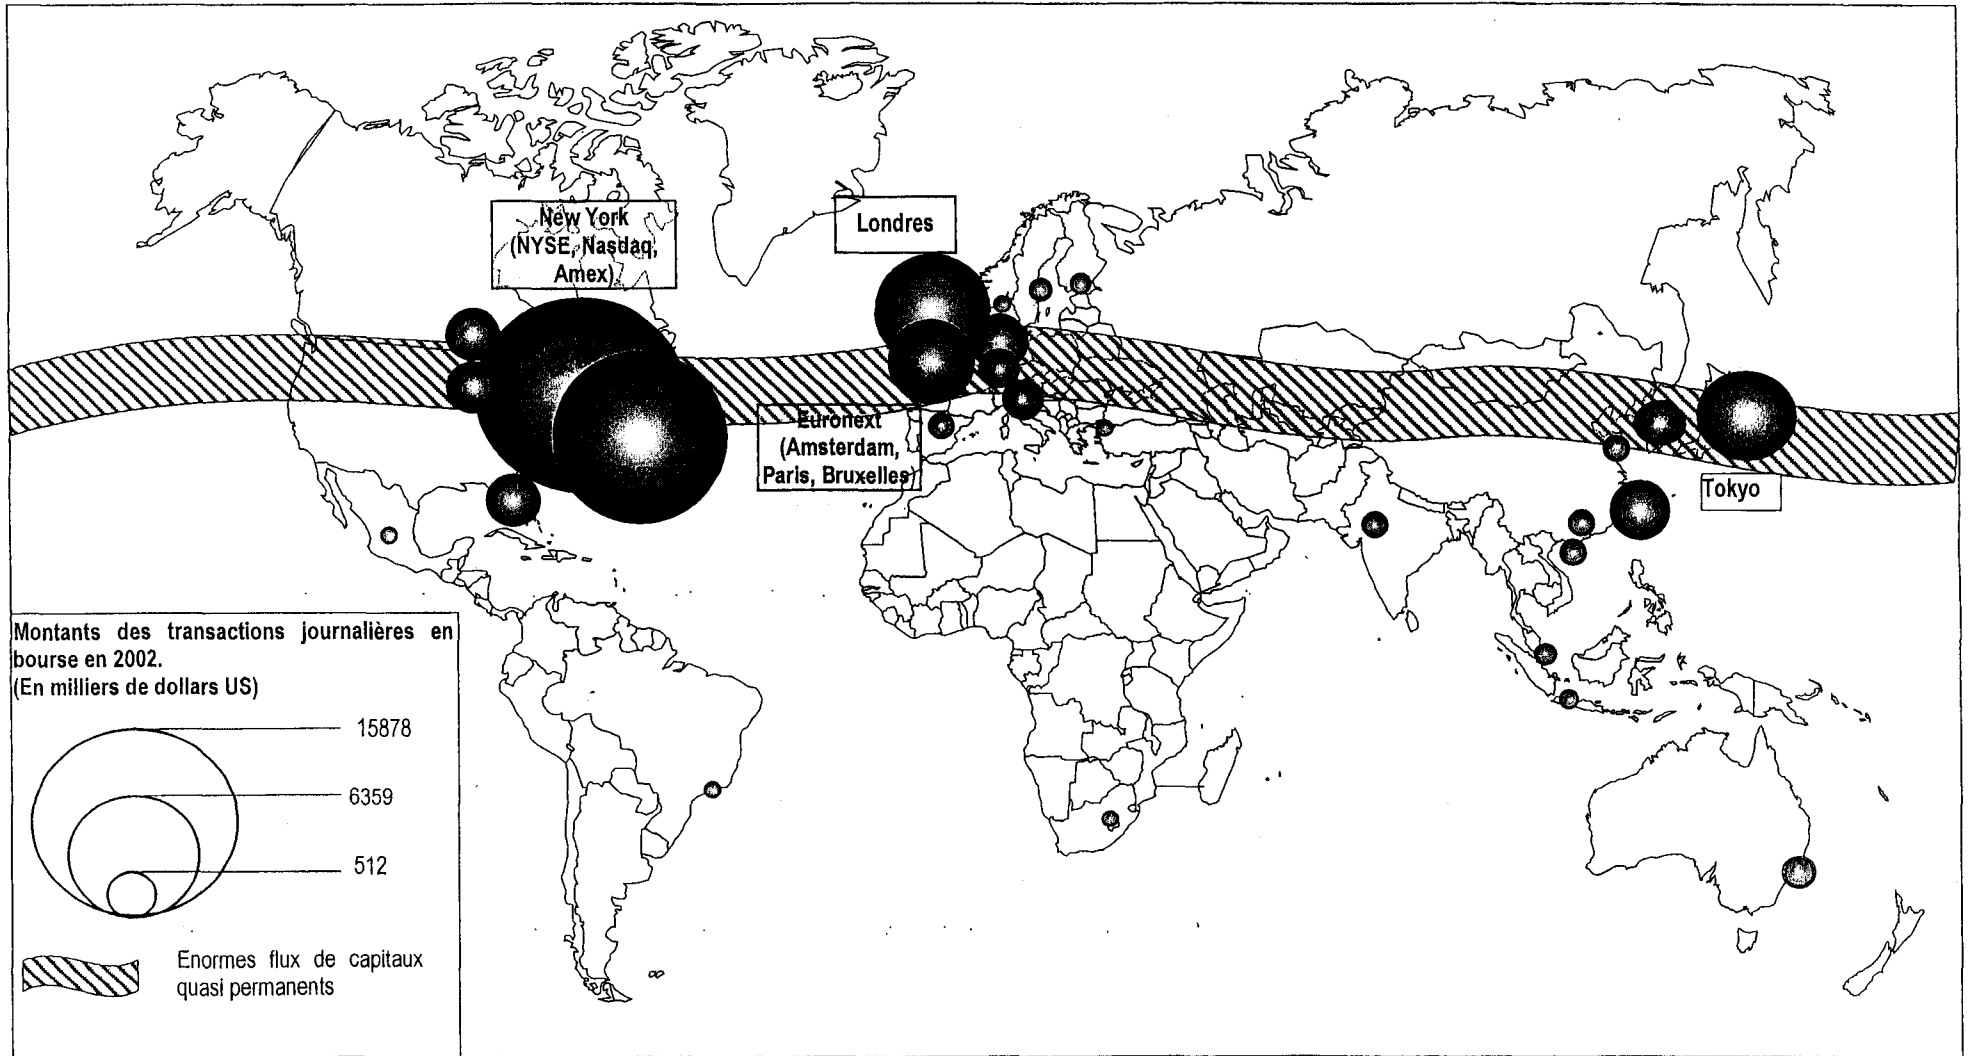 New York
(NYSE, Nasdaq,
Amex)
Londres
Euronext
(Amsterdam,
Paris, Bruxelles)
Tokyo
Montants des transactions journalières en
bourse en 2002.
(En milliers de dollars US)
15878
6359
512
Enormes flux de capitaux
quasi permanents